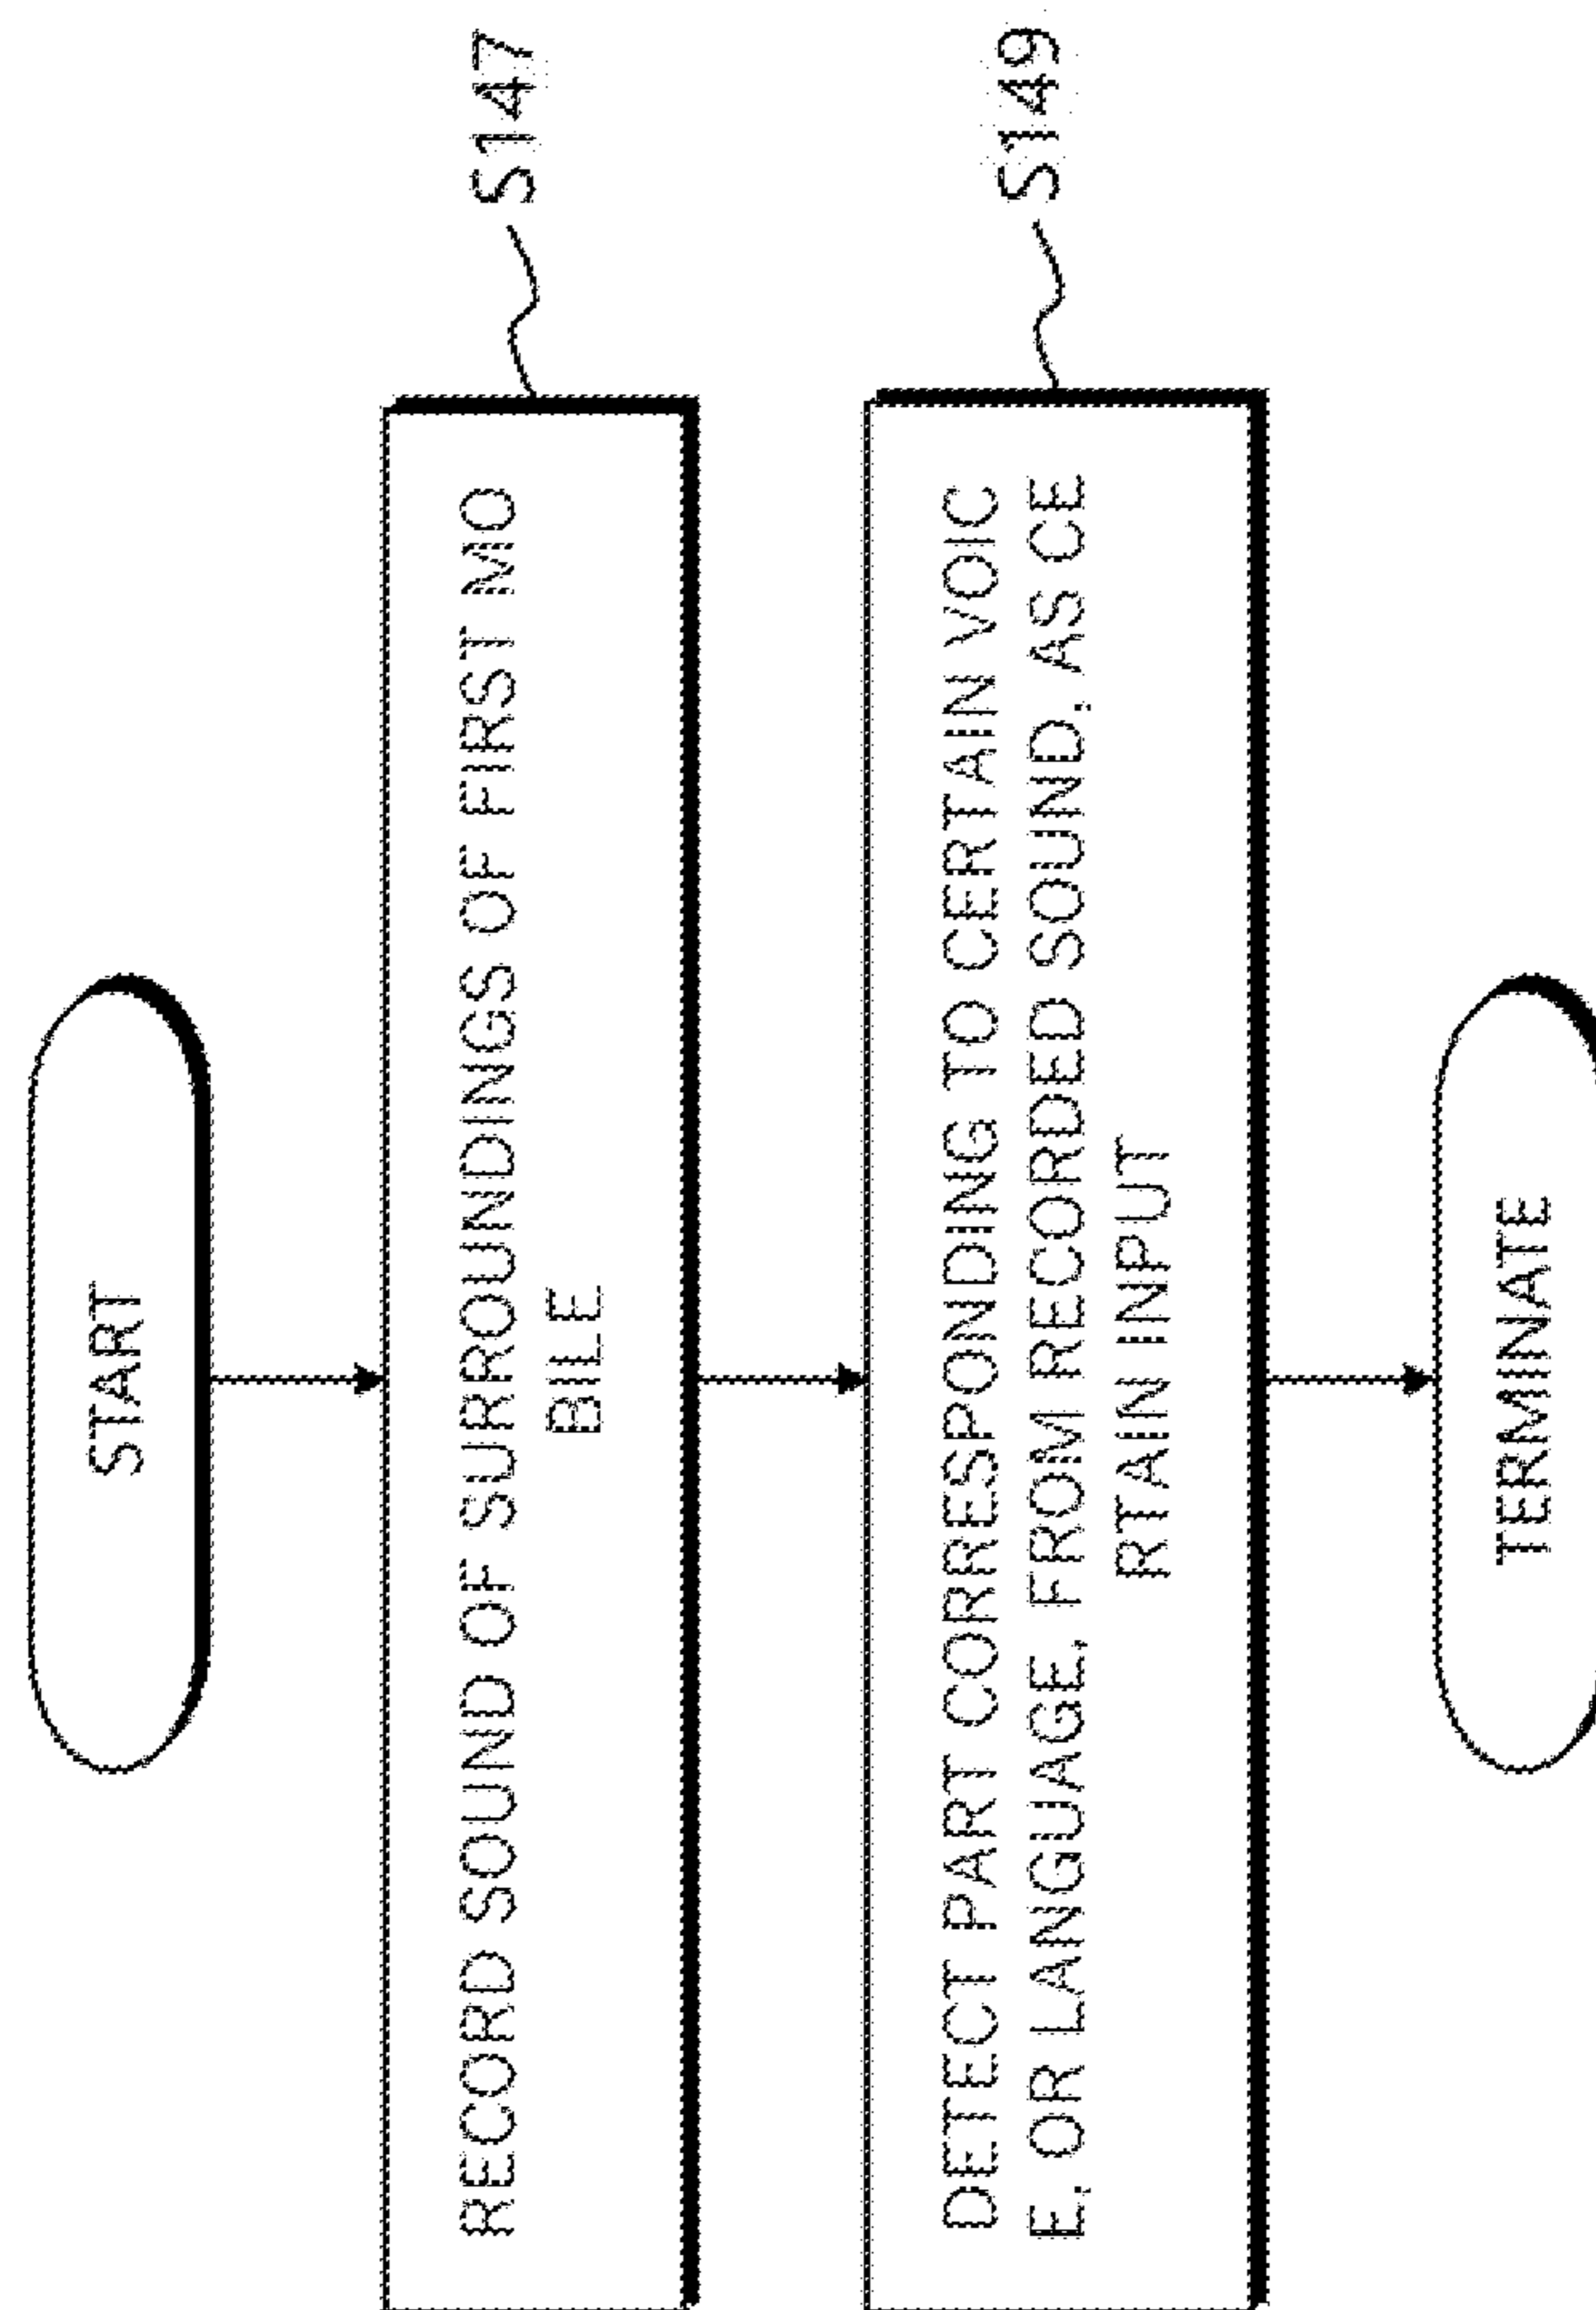 START
RECORD SOUND OF SURROUNDINGS OF FIRST MO
BILE
S147
DETECT PART CORRESPONDING TO CERTAIN VOIC
E, OR LANGUAGE, FROM RECORDED SOUND, AS CE
RTAIN INPUT
S149
TERMINATE